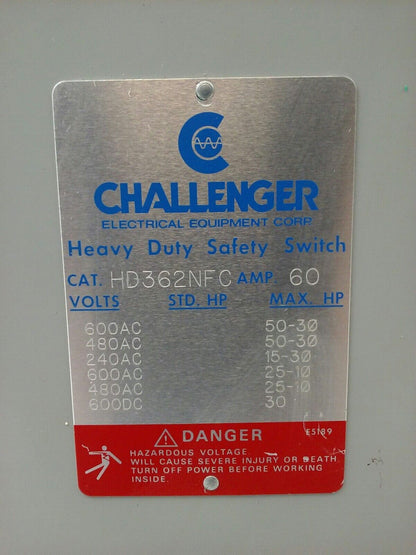 CHALLENGER
ELECTRICAL EQUIPMENT CORP
Heavy Duty Safety Switch
CAT. HD362NFC AMP. 60
VOLTS STD. HP MAX. HP
600AC 50-30
480AC 50-30
240AC 15-30
600AC 25-10
480AC 25-10
600DC 30
DANGER E5189
HAZARDOUS VOLTAGE
WILL CAUSE SEVERE INJURY OR DEATH
TURN OFF POWER BEFORE WORKING
INSIDE.